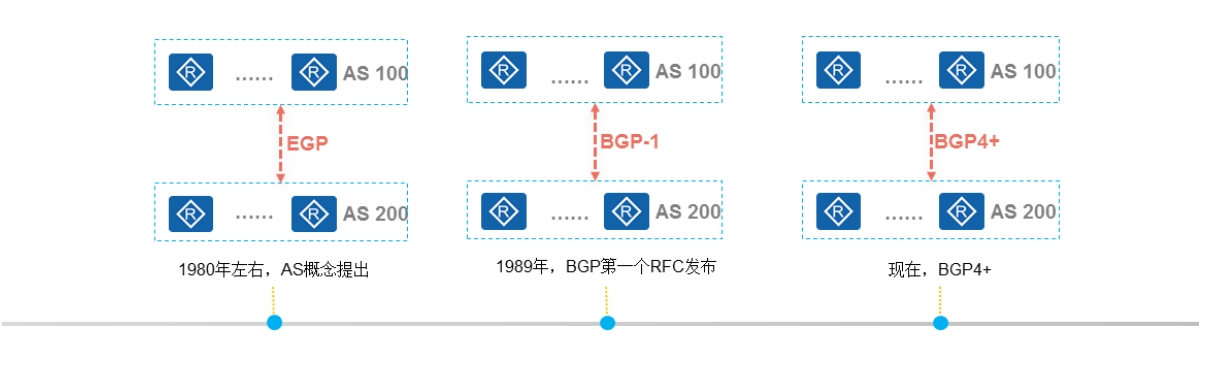 R ...... R AS 100
EGP
R ...... R AS 200
1980年左右，AS概念提出
R ...... R AS 100
BGP-1
R ...... R AS 200
1989年，BGP第一个RFC发布
R ...... R AS 100
BGP4+
R ...... R AS 200
现在，BGP4+